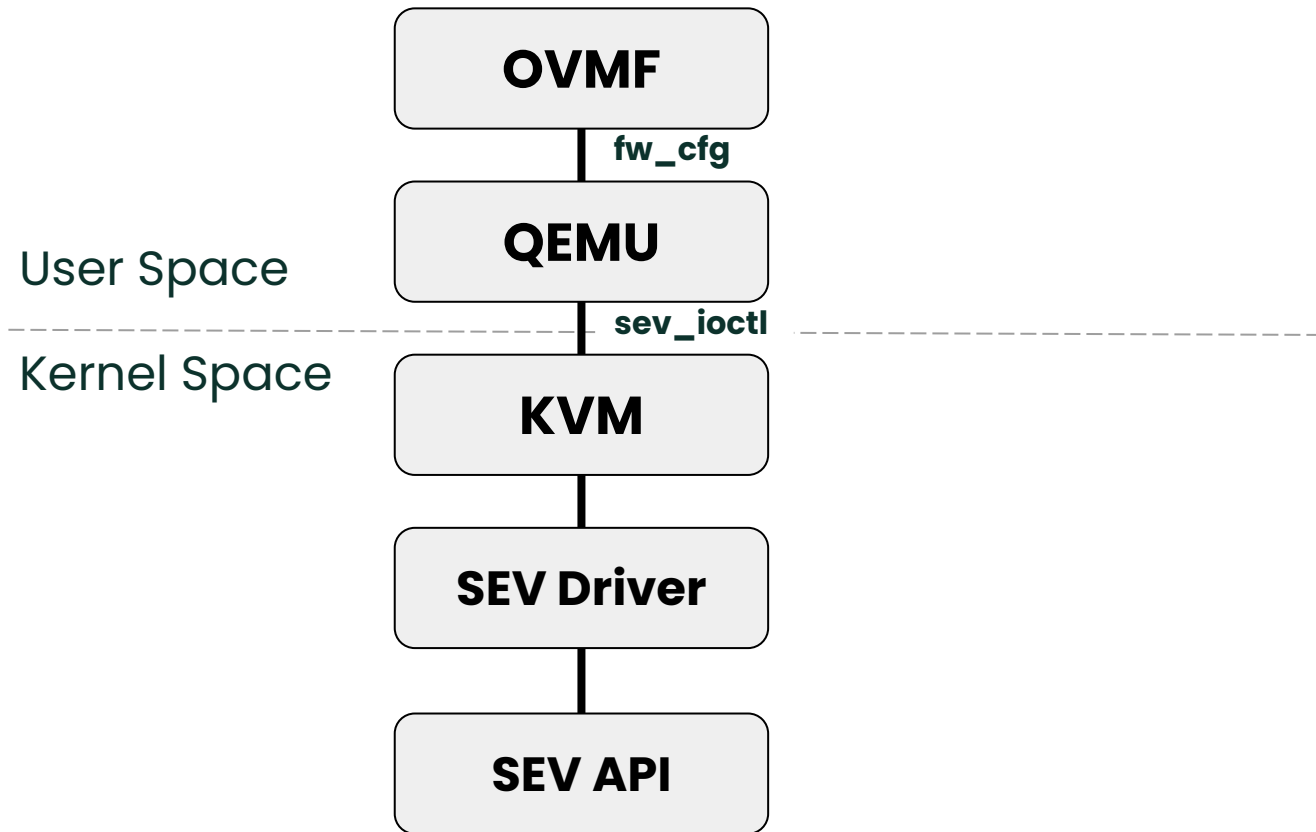 OVMF
fw_cfg
QEMU
User Space
sev_ioctl
Kernel Space
KVM
SEV Driver
SEV API